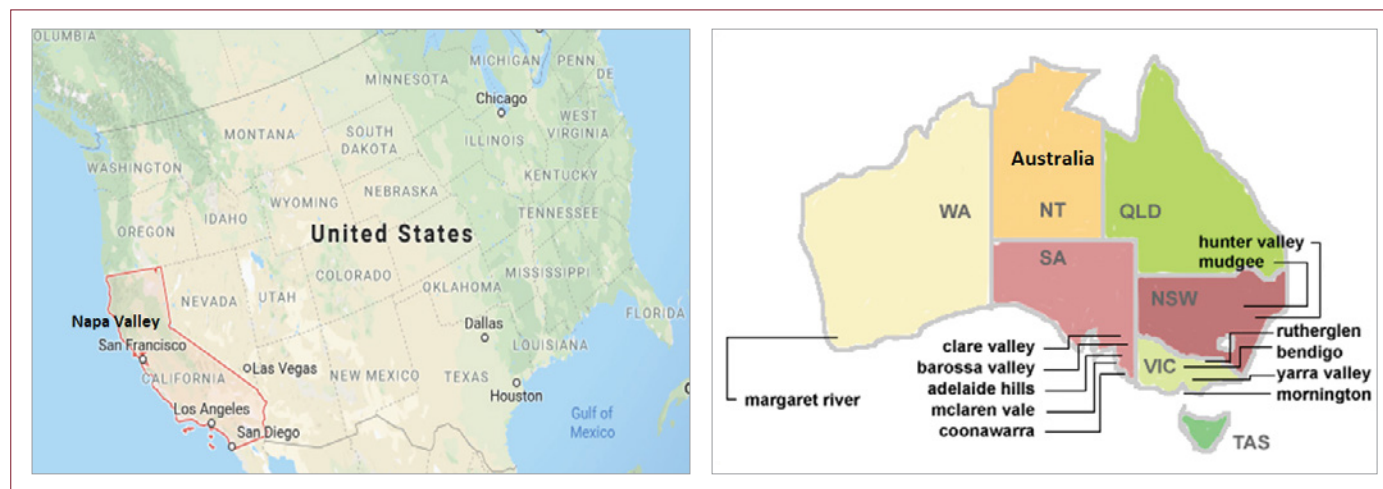 OLUMBIA
MICHIGAN
PENN
DE
MINNESOTA
Chicago
MONTANA
SOUTH
DAKOTA
ILLINOIS
WEST
VIRGINIA
WASHINGTON
NEBRASKA
KENTUCKY
WYOMING
IDAHO
OREGON
United States
TENNESSEE
COLORADO
MISSISSIPPI
NEVADA
UTAH
OKLAHOMA
FLORIDA
Napa Valley
Dallas
San Francisco
LOUISIANA
Las Vegas
CALIFORNIA
NEW MEXICO
TEXAS
Houston
Los Angeles
Gulf of
Mexico
San Diego
Australia
WA
NT
QLD
hunter valley
mudgee
SA
NSW
rutherglen
clare valley
bendigo
barossa valley
VIC
yarra valley
adelaide hills
mornington
margaret river
mclaren vale
coonawarra
TAS